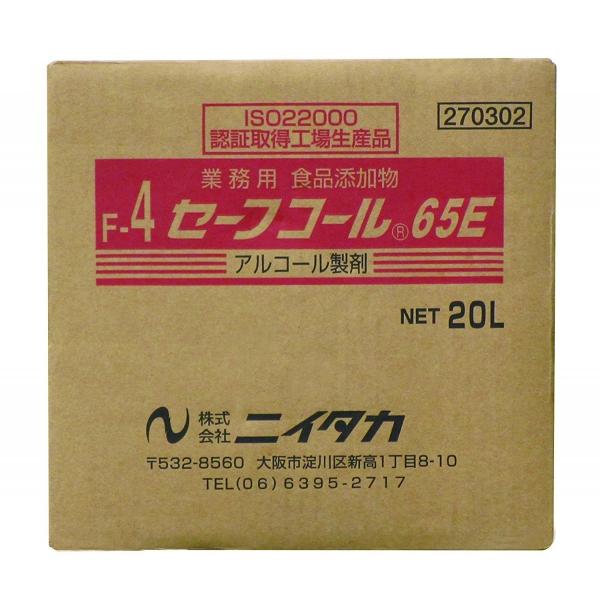 ISO22000
認証取得工場生産品
270302
業務用 食品添加物
F-4 セーフコール® 65E
アルコール製剤
NET 20L
株式会社 ニイタカ
〒532-8560 大阪市淀川区新高1丁目8-10
TEL(06)6395-2717